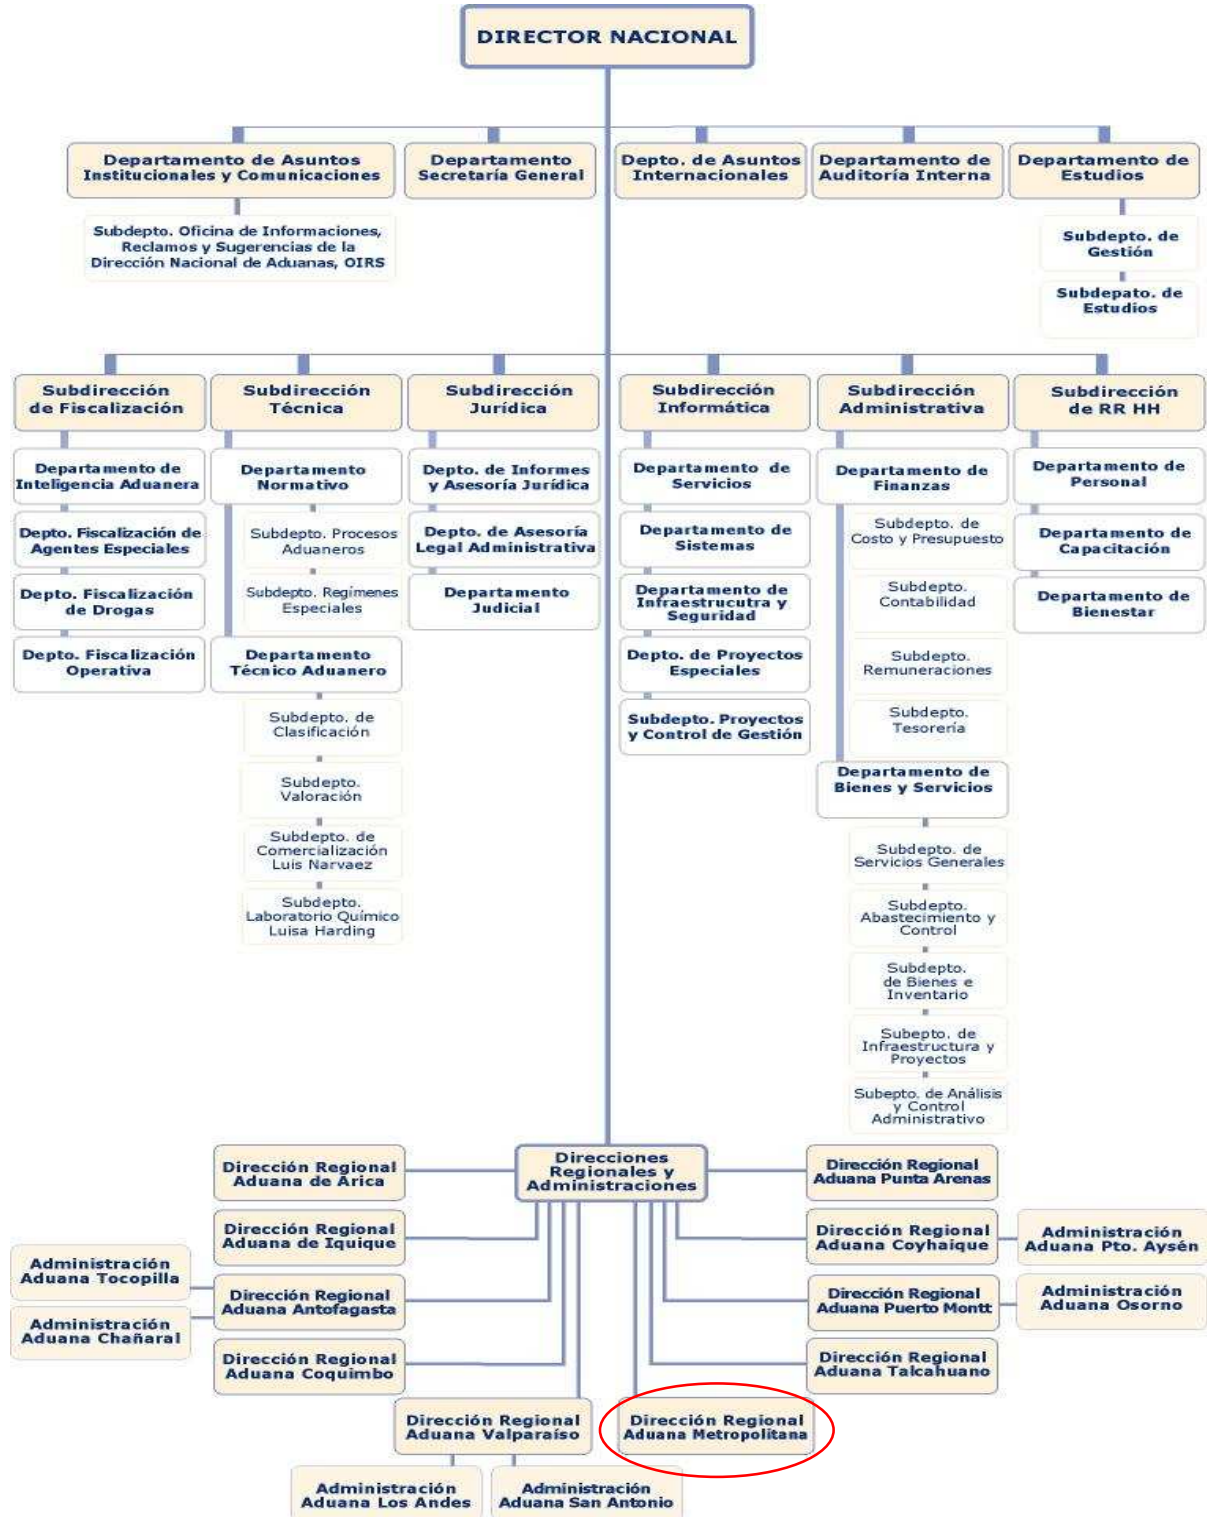 DIRECTOR NACIONAL
Departamento de Asuntos
Institucionales y Comunicaciones
Departamento
Secretaría General
Depto. de Asuntos
Internacionales
Departamento de
Auditoría Interna
Departamento de
Estudios
Subdepto. Oficina de Informaciones,
Reclamos y Sugerencias de la
Dirección Nacional de Aduanas, OIRS
Subdepto. de
Gestión
Subdepato. de
Estudios
Subdirección
de Fiscalización
Subdirección
Técnica
Subdirección
Jurídica
Subdirección
Informática
Subdirección
Administrativa
Subdirección
de RR HH
Departamento de
Inteligencia Aduanera
Depto. Fiscalización de
Agentes Especiales
Depto. Fiscalización
de Drogas
Depto. Fiscalización
Operativa
Departamento
Normativo
Subdepto. Procesos
Aduaneros
Subdepto. Regímenes
Especiales
Departamento
Técnico Aduanero
Subdepto. de
Clasificación
Subdepto.
Valoración
Subdepto. de
Comercialización
Luis Narvaez
Subdepto.
Laboratorio Químico
Luisa Harding
Depto. de Informes
y Asesoría Jurídica
Depto. de Asesoría
Legal Administrativa
Departamento
Judicial
Departamento de
Servicios
Departamento de
Sistemas
Departamento de
Infraestrucutra y
Seguridad
Depto. de Proyectos
Especiales
Subdepto. Proyectos
y Control de Gestión
Departamento de
Finanzas
Subdepto. de
Costo y Presupuesto
Subdepto.
Contabilidad
Subdepto.
Remuneraciones
Subdepto.
Tesorería
Departamento de
Bienes y Servicios
Subdepto. de
Servicios Generales
Subdepto.
Abastecimiento y
Control
Subdepto.
de Bienes e
Inventario
Subepto. de
Infraestructura y
Proyectos
Subepto. de Análisis
y Control
Administrativo
Departamento de
Personal
Departamento de
Capacitación
Departamento de
Bienestar
Direcciones
Regionales y
Administraciones
Dirección Regional
Aduana de Arica
Dirección Regional
Aduana de Iquique
Administración
Aduana Tocopilla
Administración
Aduana Chañaral
Dirección Regional
Aduana Antofagasta
Dirección Regional
Aduana Coquimbo
Dirección Regional
Aduana Valparaíso
Administración
Aduana Los Andes
Administración
Aduana San Antonio
Dirección Regional
Aduana Punta Arenas
Dirección Regional
Aduana Coyhaique
Administración
Aduana Pto. Aysén
Dirección Regional
Aduana Puerto Montt
Administración
Aduana Osorno
Dirección Regional
Aduana Talcahuano
Dirección Regional
Aduana Metropolitana